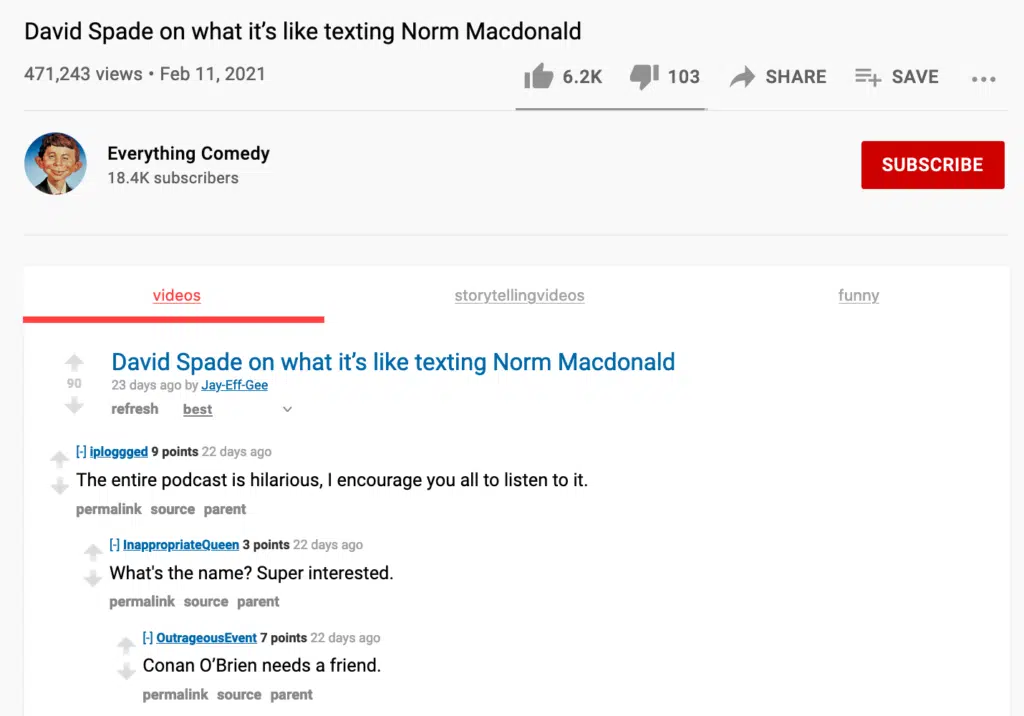 David Spade on what it’s like texting Norm Macdonald
471,243 views • Feb 11, 2021
6.2K 103 SHARE SAVE
Everything Comedy
18.4K subscribers
SUBSCRIBE
videos storytellingvideos funny
David Spade on what it’s like texting Norm Macdonald
90
23 days ago by Jay-Eff-Gee
refresh best
[-] iploggged 9 points 22 days ago
The entire podcast is hilarious, I encourage you all to listen to it.
permalink source parent
[-] InappropriateQueen 3 points 22 days ago
What's the name? Super interested.
permalink source parent
[-] OutrageousEvent 7 points 22 days ago
Conan O’Brien needs a friend.
permalink source parent